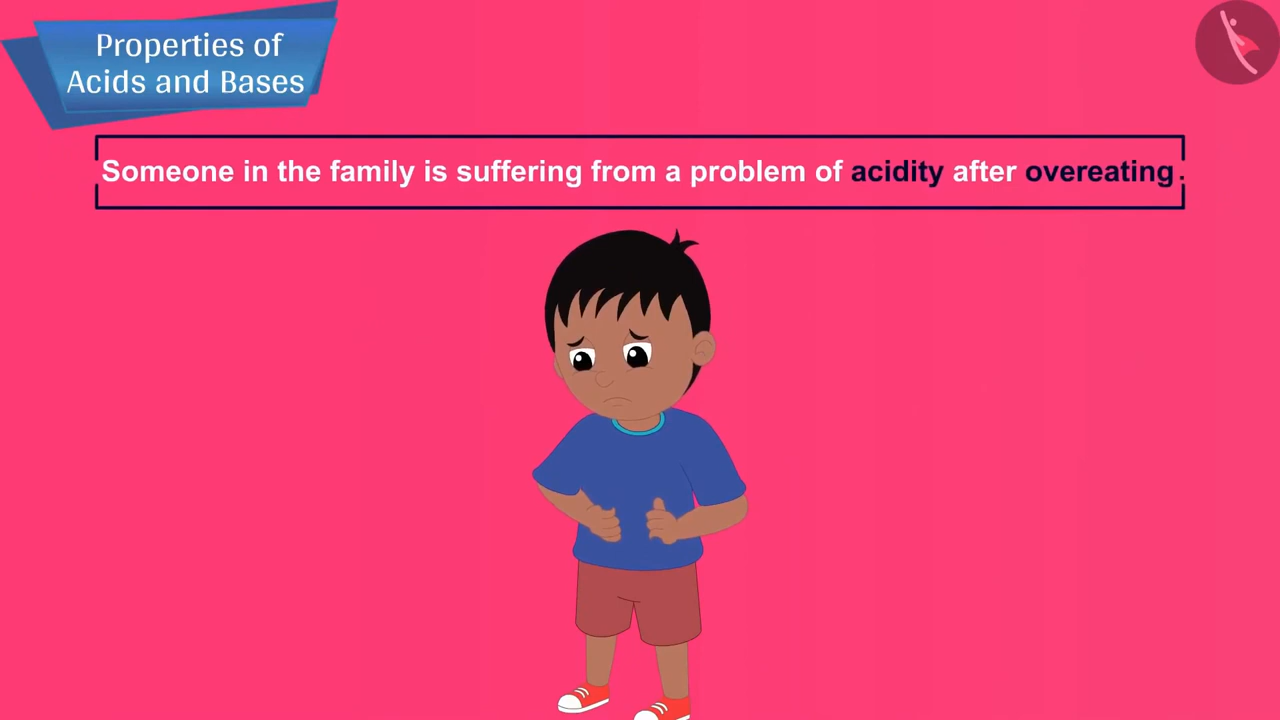 Properties of
Acids and Bases
Someone in the family is suffering from a problem of acidity after overeating.